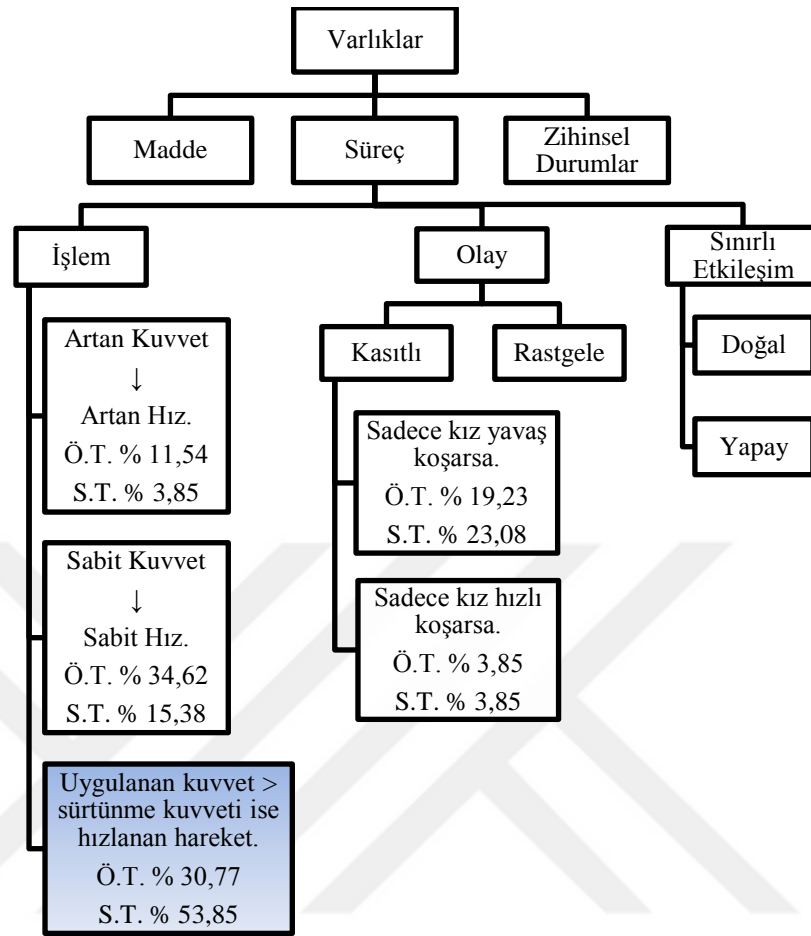 Varlıklar
Madde
Süreç
Zihinsel
Durumlar
İşlem
Olay
Sınırlı
Etkileşim
Artan Kuvvet
↓
Artan Hız.
Ö.T. % 11,54
S.T. % 3,85
Sabit Kuvvet
↓
Sabit Hız.
Ö.T. % 34,62
S.T. % 15,38
Uygulanan kuvvet >
sürtünme kuvveti ise
hızlanan hareket.
Ö.T. % 30,77
S.T. % 53,85
Kasıtlı
Rastgele
Sadece kız yavaş
koşarsa.
Ö.T. % 19,23
S.T. % 23,08
Sadece kız hızlı
koşarsa.
Ö.T. % 3,85
S.T. % 3,85
Doğal
Yapay